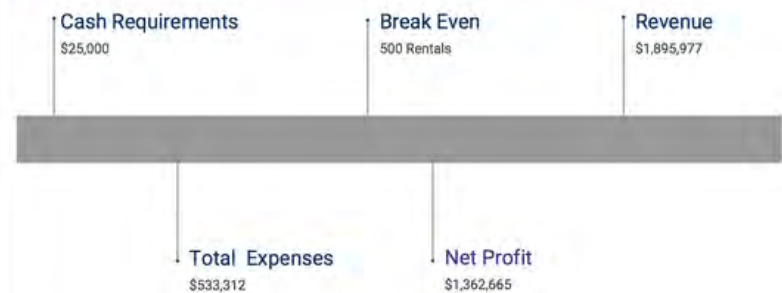 Cash Requirements
$25,000
Break Even
500 Rentals
Revenue
$1,895,977
Total Expenses
$533,312
Net Profit
$1,362,665